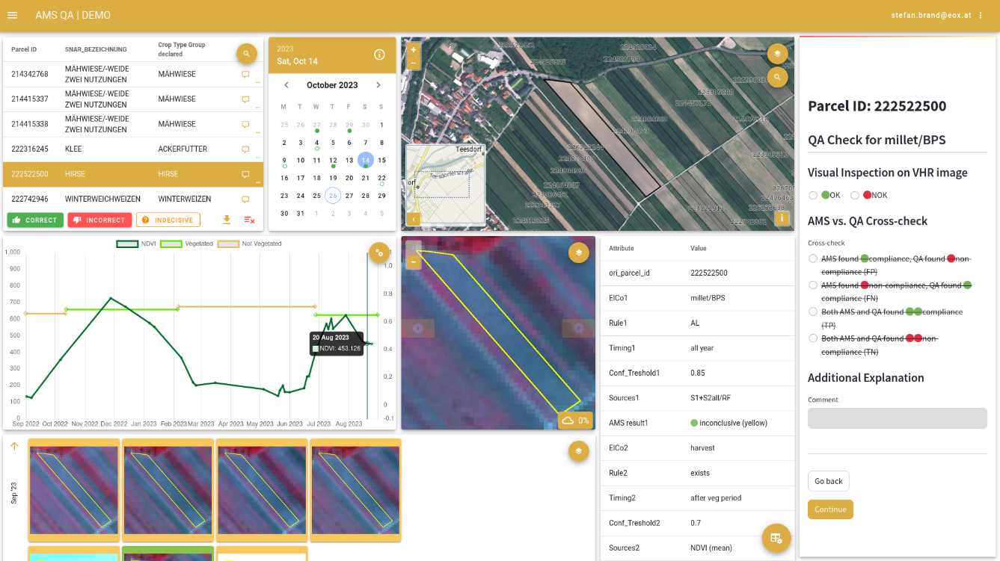 AMS QA | DEMO
stefan.brand@eox.at
Parcel ID SNAR_BEZEICHNUNG Crop Type Group declared
214342768 MÄHWIESE/-WEIDE ZWEI NUTZUNGEN MÄHWIESE
...
214415337 MÄHWIESE/-WEIDE ZWEI NUTZUNGEN MÄHWIESE
...
214415338 MÄHWIESE/-WEIDE ZWEI NUTZUNGEN MÄHWIESE
...
222316245 KLEE ACKERFUTTER
...
222522500 HIRSE HIRSE
...
222742946 WINTERWEICHWEIZEN WINTERWEIZEN
CORRECT INCORRECT INDECISIVE
2023
Sat, Oct 14
October 2023
M T W T F S S
25 26 27 28 29 30 1
2 3 4 5 6 7 8
9 10 11 12 13 14 15
16 17 18 19 20 21 22
23 24 25 26 27 28 29
30 31 1 2 3 4 5
+
–
Teesdorf
Teesdorferstraße
orf
‹
i
NDVI Vegetated Not Vegetated
1,000
900
800
700
600
500
400
300
200
100
0
1
1.0
0.8
0.6
0.4
0.2
0
-0.1
20 Aug 2023
NDVI: 453.126
Sep 2022 Oct 2022 Nov 2022 Dec 2022 Jan 2023 Feb 2023 Mar 2023 Apr 2023 May 2023 Jun 2023 Jul 2023 Aug 2023
+
–
0%
Sep '23
Attribute Value
ori_parcel_id 222522500
ElCo1 millet/BPS
Rule1 AL
Timing1 all year
Conf_Treshold1 0.85
Sources1 S1+S2all/RF
AMS result1 inconclusive (yellow)
ElCo2 harvest
Rule2 exists
Timing2 after veg period
Conf_Treshold2 0.7
Sources2 NDVI (mean)
Parcel ID: 222522500
QA Check for millet/BPS
Visual Inspection on VHR image
OK NOK
AMS vs. QA Cross-check
Cross-check
AMS found compliance, QA found non-
compliance (FP)
AMS found non-compliance, QA found
compliance (FN)
Both AMS and QA found compliance
(TP)
Both AMS and QA found non-
compliance (TN)
Additional Explanation
Comment
Go back
Continue